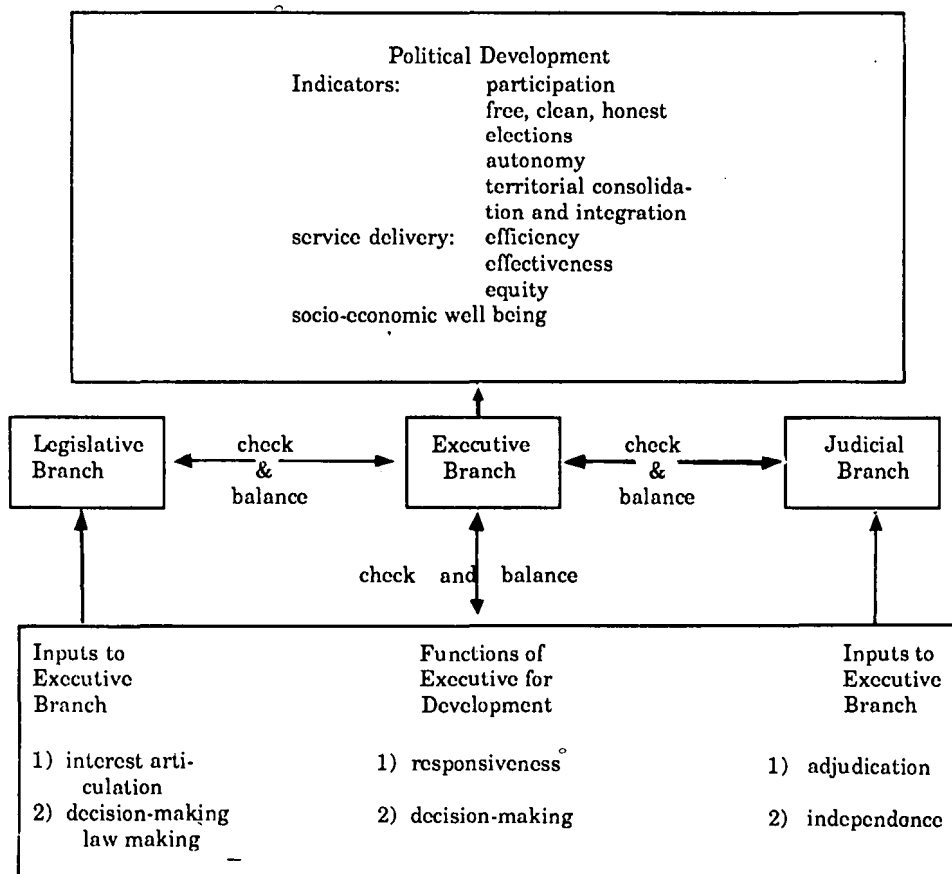 Political Development
Indicators: participation
free, clean, honest
elections
autonomy
territorial consolida-
tion and integration
service delivery: efficiency
effectiveness
equity
socio-economic well being
Legislative
Branch
check
&
balance
Executive
Branch
check
&
balance
Judicial
Branch
check and balance
Inputs to
Executive
Branch
1) interest arti-
culation
2) decision-making
law making
Functions of
Executive for
Development
1) responsiveness
2) decision-making
Inputs to
Executive
Branch
1) adjudication
2) independence